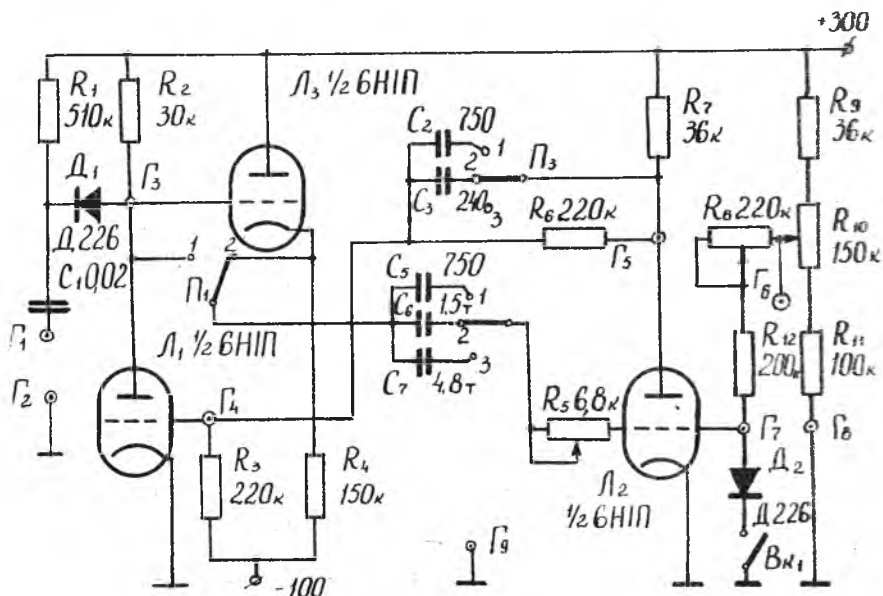 +300
R₁
510к
R₂
30к
Л₃ ½ 6Н1П
C₂ 750
1
2
П₃
C₃ 240
3
R₇
36к
R₉
36к
Д₁
Г₃
Д226
R₆ 220к
Г₅
R₈ 220к
R₁₀
150к
C₁ 0,02
1
2
П₁
C₅ 750
1
C₆ 1,5т
2
C₇ 4,8т
3
Г₆
Г₁
Л₁ ½ 6Н1П
Г₂
Г₄
R₁₂
200к
R₁₁
100к
R₅ 6,8к
Г₇
Г₈
R₃
220к
R₄
150к
Л₂
½ 6Н1П
Д₂
Д226
Вк₁
Г₉
-100